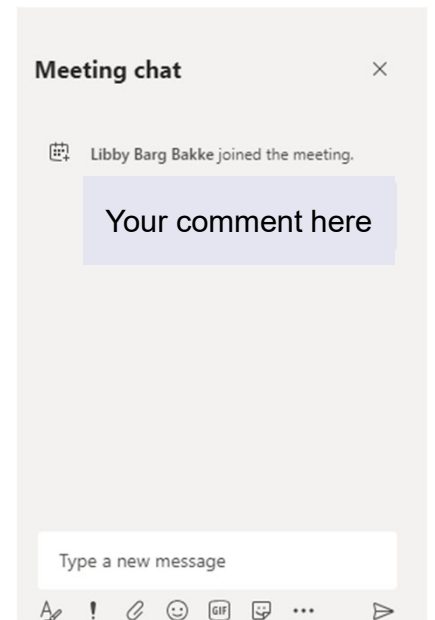 Meeting chat
Libby Barg Bakke joined the meeting.
Your comment here
Type a new message
GIF